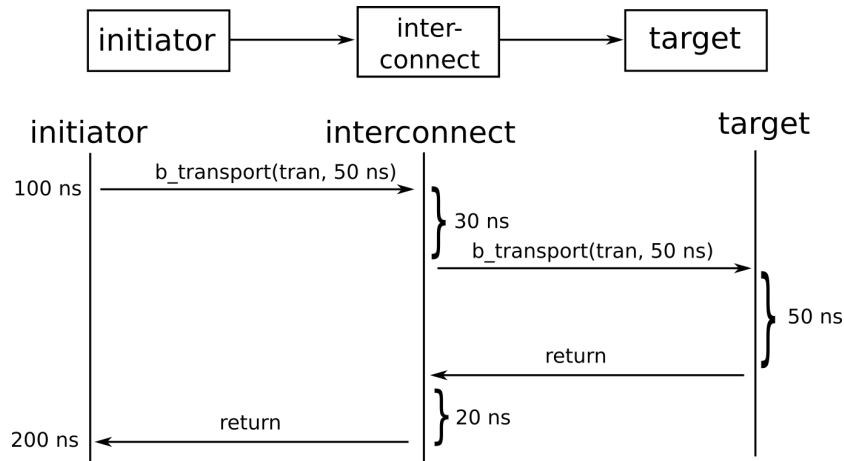 initiator
inter-
connect
target
initiator
interconnect
target
100 ns
b_transport(tran, 50 ns)
30 ns
b_transport(tran, 50 ns)
50 ns
return
20 ns
return
200 ns